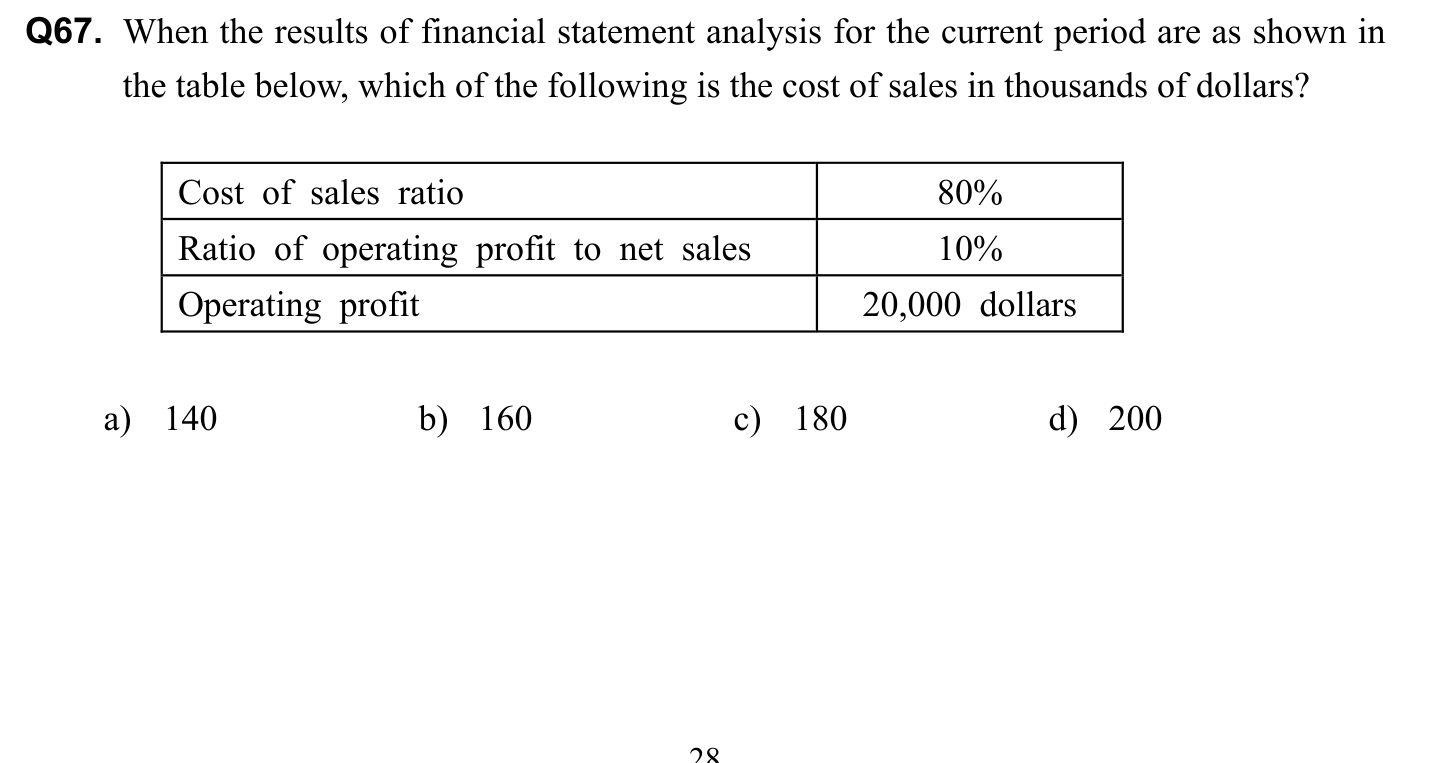 Q67. When the results of financial statement analysis for the current period are as shown in
the table below, which of the following is the cost of sales in thousands of dollars?
Cost of sales ratio 80%
Ratio of operating profit to net sales 10%
Operating profit 20,000 dollars
a) 140 b) 160 c) 180 d) 200
28